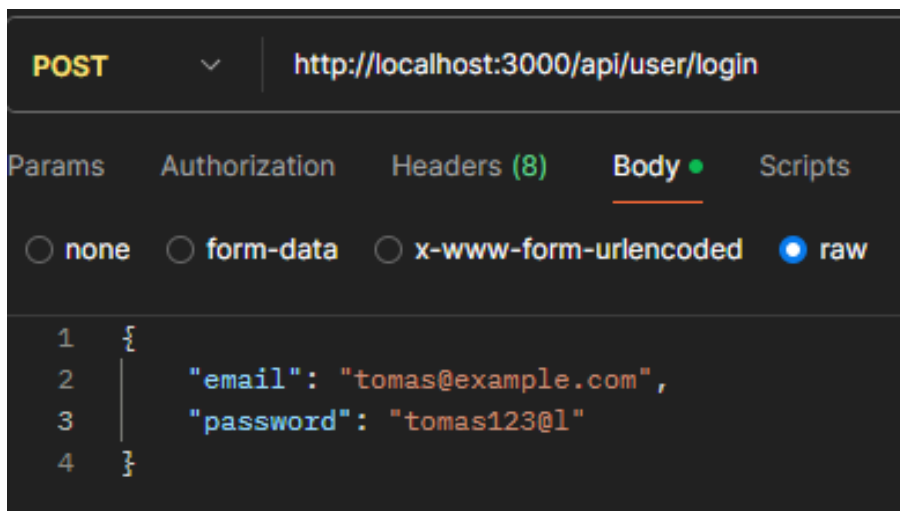 POST http://localhost:3000/api/user/login
Params Authorization Headers (8) Body Scripts
none form-data x-www-form-urlencoded raw
1 {
2 "email": "tomas@example.com",
3 "password": "tomas123@l"
4 }